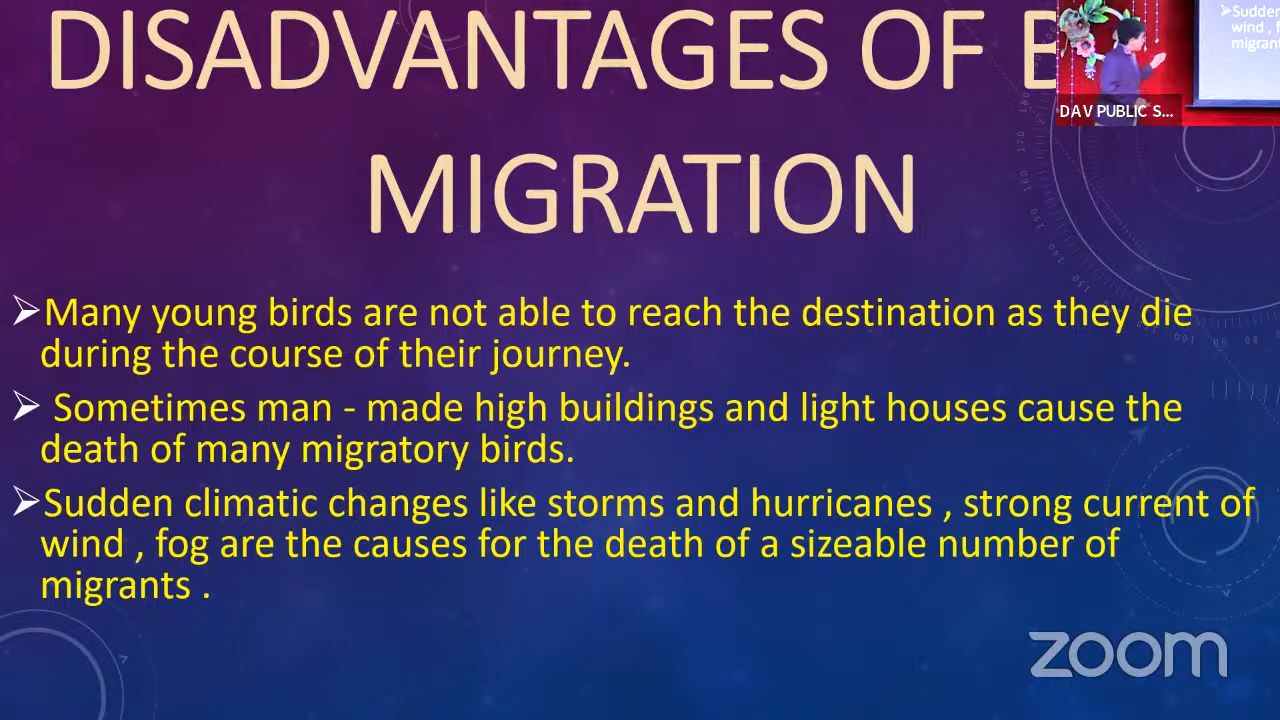 DISADVANTAGES OF B
MIGRATION
➤Sudden
wind , f
migrant
DAV PUBLIC S...
➤Many young birds are not able to reach the destination as they die
during the course of their journey.
➤ Sometimes man - made high buildings and light houses cause the
death of many migratory birds.
➤Sudden climatic changes like storms and hurricanes , strong current of
wind , fog are the causes for the death of a sizeable number of
migrants .
zoom